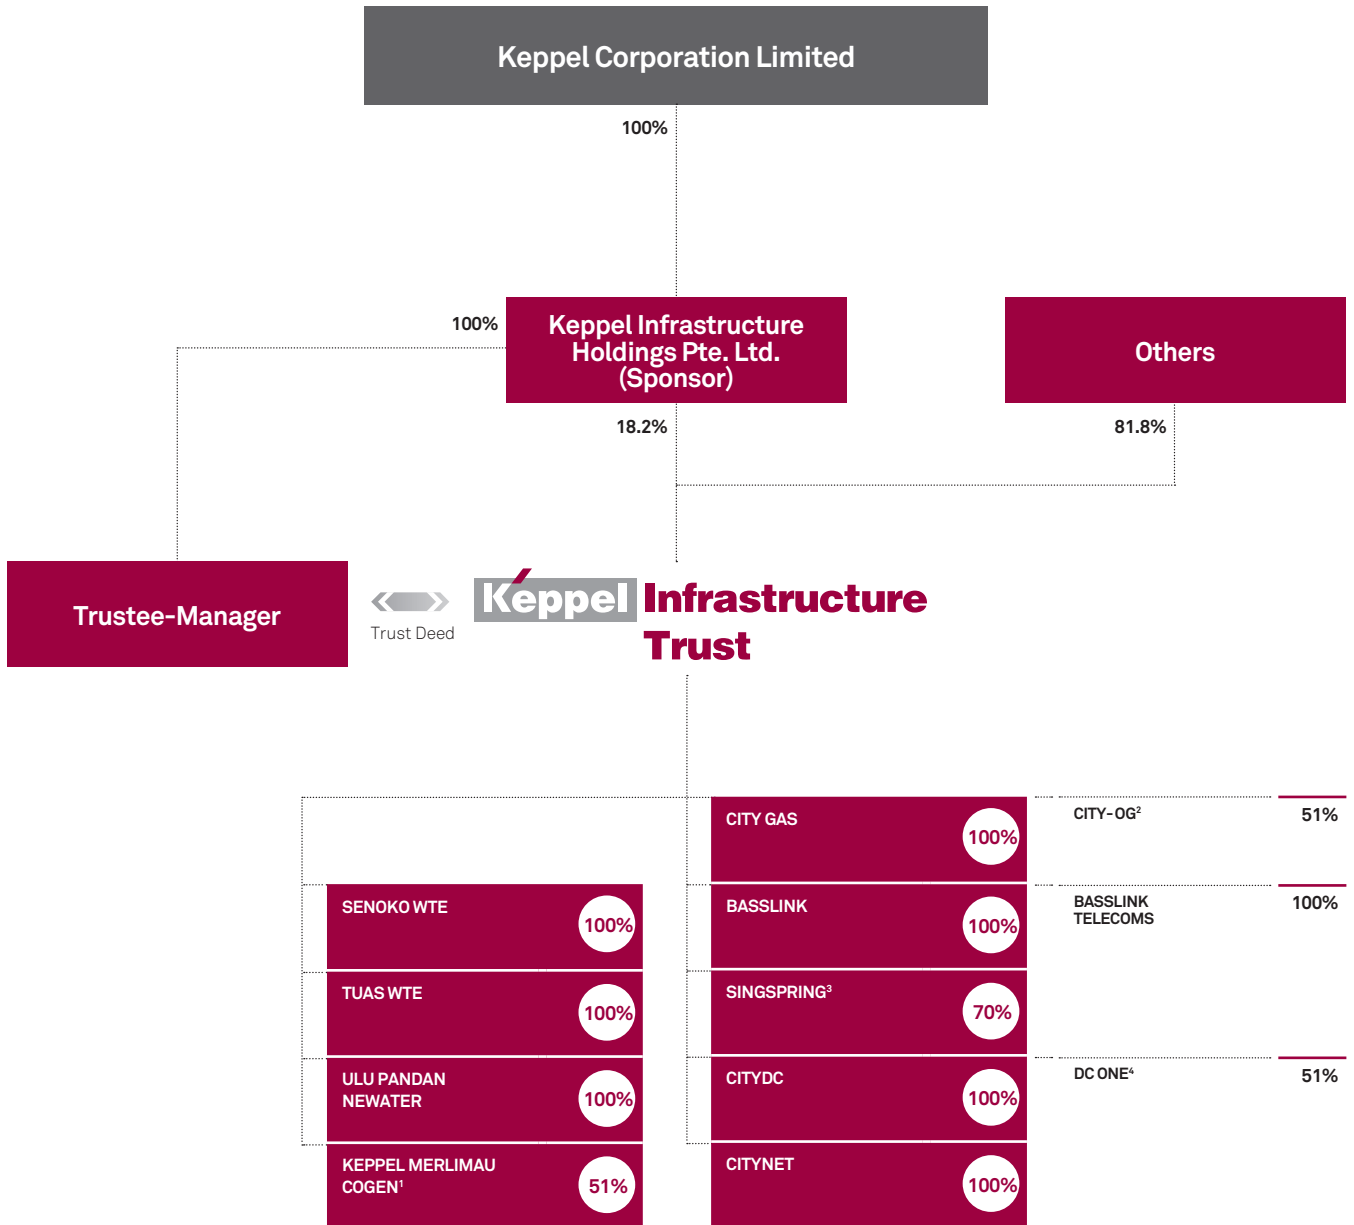 Keppel Corporation Limited
100%
100%
Keppel Infrastructure
Holdings Pte. Ltd.
(Sponsor)
Others
18.2%
81.8%
Trustee-Manager
Trust Deed
Keppel Infrastructure
Trust
CITY GAS
100%
CITY-OG²
51%
SENOKO WTE
100%
BASSLINK
100%
BASSLINK
TELECOMS
100%
TUAS WTE
100%
SINGSPRING³
70%
ULU PANDAN
NEWATER
100%
CITYDC
100%
DC ONE⁴
51%
KEPPEL MERLIMAU
COGEN¹
51%
CITYNET
100%